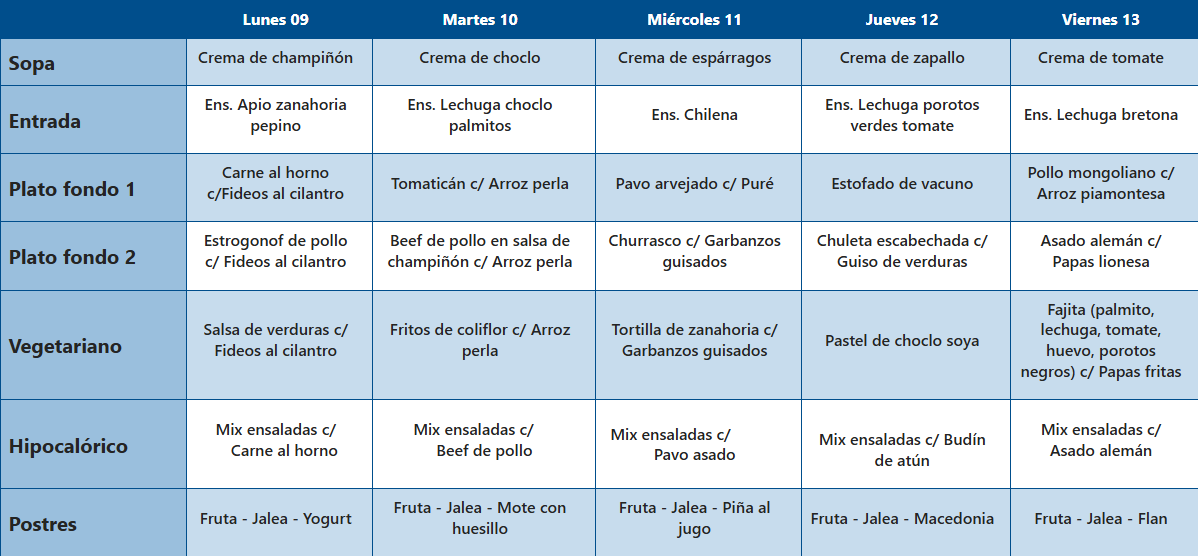 Lunes 09
Martes 10
Miércoles 11
Jueves 12
Viernes 13
Sopa
Crema de champiñón
Crema de choclo
Crema de espárragos
Crema de zapallo
Crema de tomate
Entrada
Ens. Apio zanahoria
pepino
Ens. Lechuga choclo
palmitos
Ens. Chilena
Ens. Lechuga porotos
verdes tomate
Ens. Lechuga bretona
Plato fondo 1
Carne al horno
c/Fideos al cilantro
Tomaticán c/ Arroz perla
Pavo arvejado c/ Puré
Estofado de vacuno
Pollo mongoliano c/
Arroz piamontesa
Plato fondo 2
Estrogonof de pollo
c/ Fideos al cilantro
Beef de pollo en salsa de
champiñón c/ Arroz perla
Churrasco c/ Garbanzos
guisados
Chuleta escabechada c/
Guiso de verduras
Asado alemán c/
Papas lionesa
Vegetariano
Salsa de verduras c/
Fideos al cilantro
Fritos de coliflor c/ Arroz
perla
Tortilla de zanahoria c/
Garbanzos guisados
Pastel de choclo soya
Fajita (palmito,
lechuga, tomate,
huevo, porotos
negros) c/ Papas fritas
Hipocalórico
Mix ensaladas c/
Carne al horno
Mix ensaladas c/
Beef de pollo
Mix ensaladas c/
Pavo asado
Mix ensaladas c/ Budín
de atún
Mix ensaladas c/
Asado alemán
Postres
Fruta - Jalea - Yogurt
Fruta - Jalea - Mote con
huesillo
Fruta - Jalea - Piña al
jugo
Fruta - Jalea - Macedonia
Fruta - Jalea - Flan